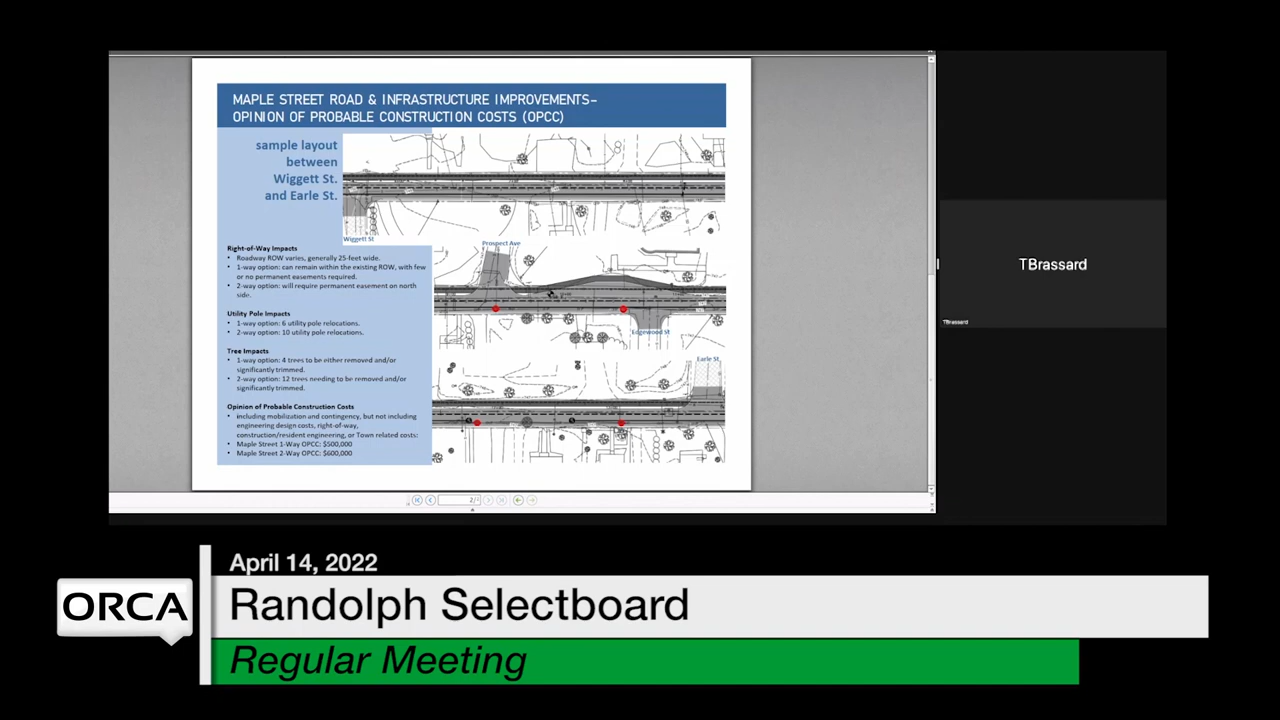 MAPLE STREET ROAD & INFRASTRUCTURE IMPROVEMENTS–
OPINION OF PROBABLE CONSTRUCTION COSTS (OPCC)
sample layout
between
Wiggett St.
and Earle St.
Wiggett St
Right-of-Way Impacts
• Roadway ROW varies, generally 25-feet wide.
• 1-way option: can remain within the existing ROW, with few
or no permanent easements required.
• 2-way option: will require permanent easement on north
side.
Utility Pole Impacts
• 1-way option: 6 utility pole relocations.
• 2-way option: 10 utility pole relocations.
Tree Impacts
• 1-way option: 4 trees to be either removed and/or
significantly trimmed.
• 2-way option: 12 trees needing to be removed and/or
significantly trimmed.
Opinion of Probable Construction Costs
• including mobilization and contingency, but not including
engineering design costs, right-of-way,
construction/resident engineering, or Town related costs:
• Maple Street 1-Way OPCC: $500,000
• Maple Street 2-Way OPCC: $600,000
Prospect Ave
Edgewood St
Earle St.
TBrassard
TBrassard
April 14, 2022
ORCA
Randolph Selectboard
Regular Meeting